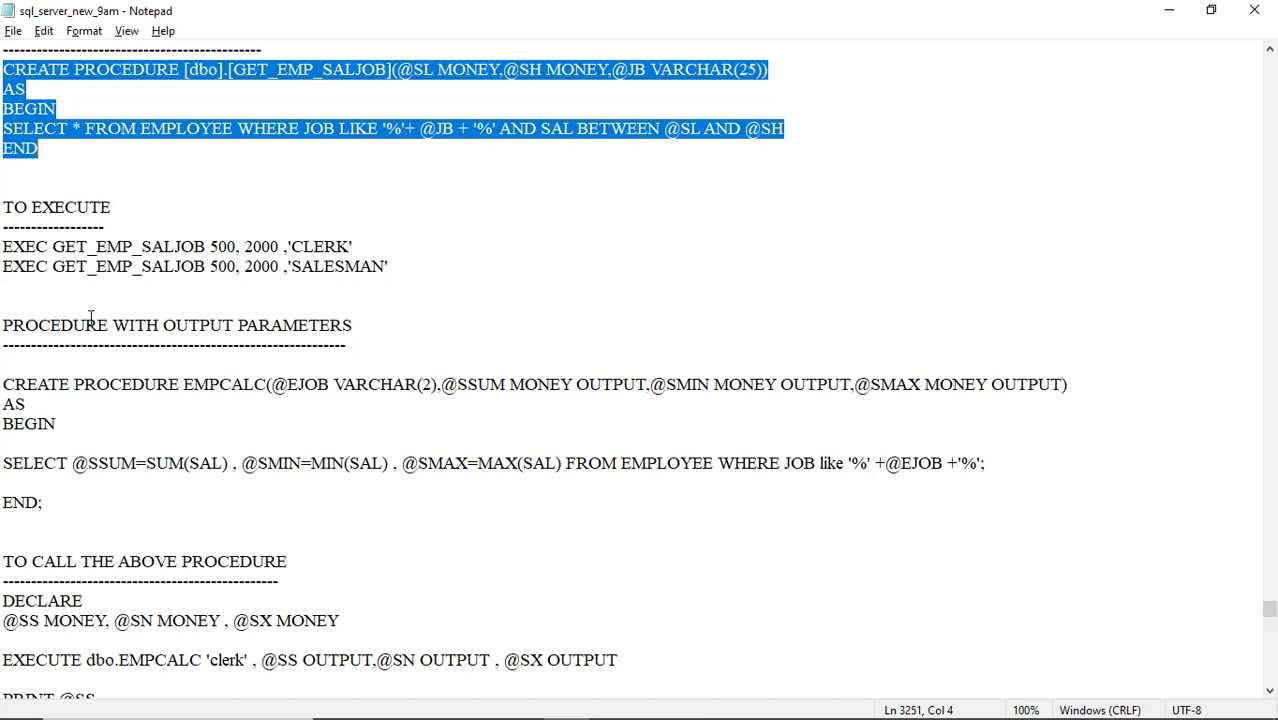 sql_server_new_9am - Notepad
File Edit Format View Help
----------------------------------------------
CREATE PROCEDURE [dbo].[GET_EMP_SALJOB](@SL MONEY,@SH MONEY,@JB VARCHAR(25))
AS
BEGIN
SELECT * FROM EMPLOYEE WHERE JOB LIKE '%'+ @JB + '%' AND SAL BETWEEN @SL AND @SH
END
TO EXECUTE
------------------
EXEC GET_EMP_SALJOB 500, 2000 ,'CLERK'
EXEC GET_EMP_SALJOB 500, 2000 ,'SALESMAN'
PROCEDURE WITH OUTPUT PARAMETERS
-------------------------------------------------------------
CREATE PROCEDURE EMPCALC(@EJOB VARCHAR(2),@SSUM MONEY OUTPUT,@SMIN MONEY OUTPUT,@SMAX MONEY OUTPUT)
AS
BEGIN
SELECT @SSUM=SUM(SAL) , @SMIN=MIN(SAL) , @SMAX=MAX(SAL) FROM EMPLOYEE WHERE JOB like '%' +@EJOB +'%';
END;
TO CALL THE ABOVE PROCEDURE
-------------------------------------------------
DECLARE
@SS MONEY, @SN MONEY , @SX MONEY
EXECUTE dbo.EMPCALC 'clerk' , @SS OUTPUT,@SN OUTPUT , @SX OUTPUT
PRINT @SS
Ln 3251, Col 4 100% Windows (CRLF) UTF-8